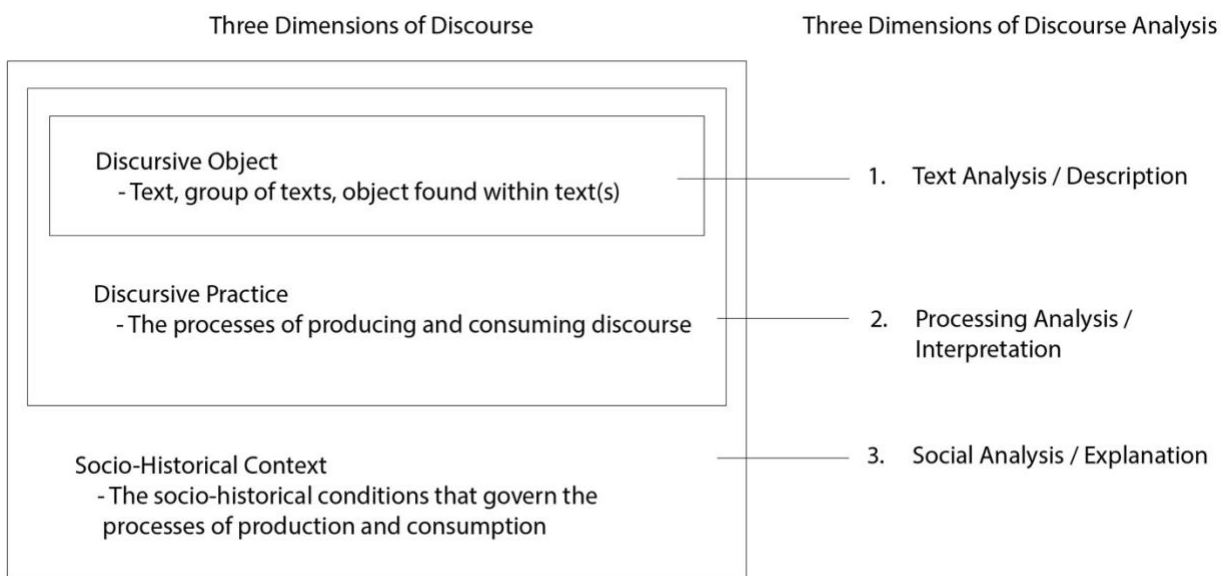 Three Dimensions of Discourse
Three Dimensions of Discourse Analysis
Discursive Object
- Text, group of texts, object found within text(s)
1. Text Analysis / Description
Discursive Practice
- The processes of producing and consuming discourse
2. Processing Analysis /
Interpretation
Socio-Historical Context
- The socio-historical conditions that govern the
processes of production and consumption
3. Social Analysis / Explanation